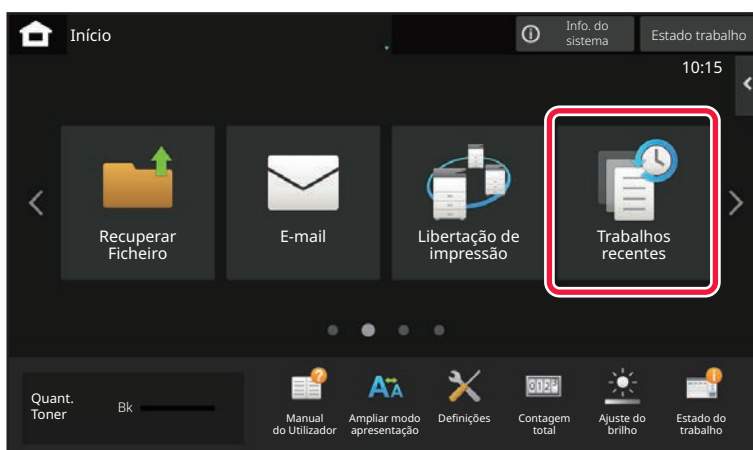 Início
Info. do
sistema
Estado trabalho
10:15
Recuperar
Ficheiro
E-mail
Libertação de
impressão
Trabalhos
recentes
Quant.
Toner
Bk
Manual
do Utilizador
Ampliar modo
apresentação
Definições
Contagem
total
Ajuste do
brilho
Estado do
trabalho